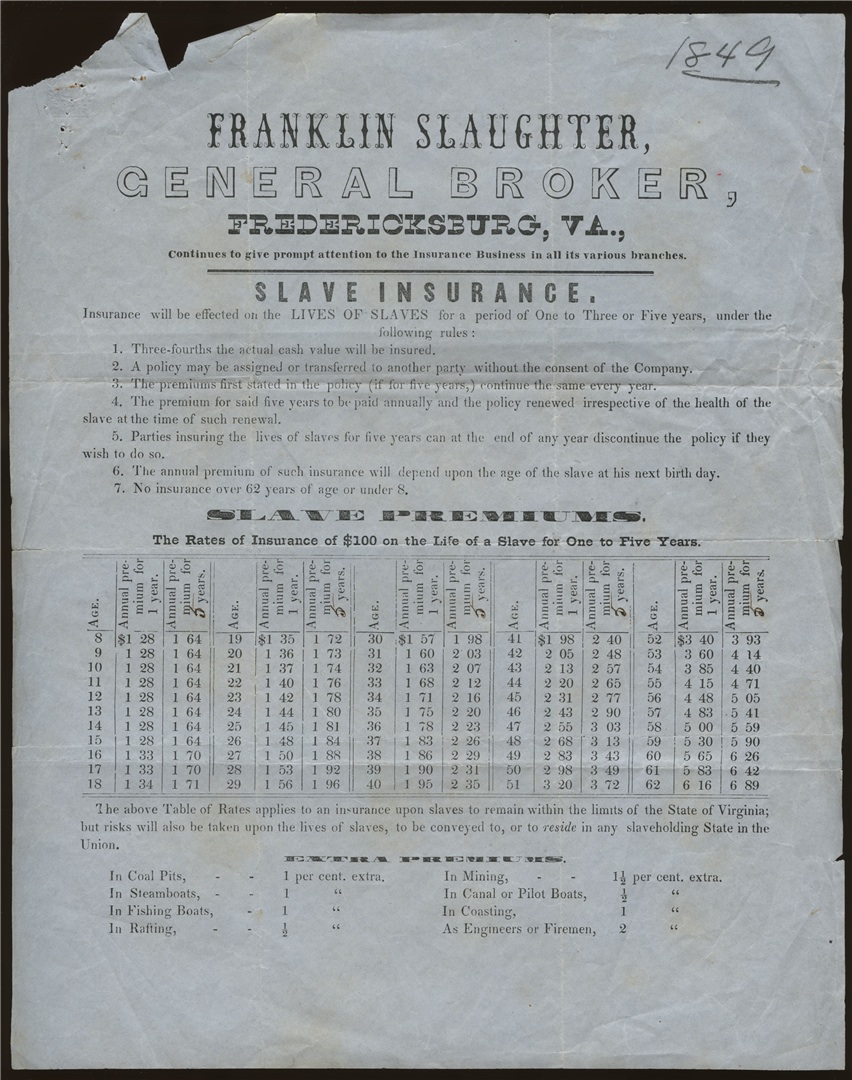 1849
FRANKLIN SLAUGHTER,
GENERAL BROKER,
FREDERICKSBURG, VA.,
Continues to give prompt attention to the Insurance Business in all its various branches.
SLAVE INSURANCE.
Insurance will be effected on the LIVES OF SLAVES for a period of One to Three or Five years, under the
following rules :
1. Three-fourths the actual cash value will be insured.
2. A policy may be assigned or transferred to another party without the consent of the Company.
3. The premiums first stated in the policy (if for five years,) continue the same every year.
4. The premium for said five years to be paid annually and the policy renewed irrespective of the health of the
slave at the time of such renewal.
5. Parties insuring the lives of slaves for five years can at the end of any year discontinue the policy if they
wish to do so.
6. The annual premium of such insurance will depend upon the age of the slave at his next birth day.
7. No insurance over 62 years of age or under 8.
SLAVE PREMIUMS.
The Rates of Insurance of $100 on the Life of a Slave for One to Five Years.
AGE. Annual pre-mium for 1 year. Annual pre-mium for 5 years. AGE. Annual pre-mium for 1 year. Annual pre-mium for 5 years. AGE. Annual pre-mium for 1 year. Annual pre-mium for 5 years. AGE. Annual pre-mium for 1 year. Annual pre-mium for 5 years. AGE. Annual pre-mium for 1 year. Annual pre-mium for 5 years.
8 $1 28 1 64 19 $1 35 1 72 30 $1 57 1 98 41 $1 98 2 40 52 $3 40 3 93
9 1 28 1 64 20 1 36 1 73 31 1 60 2 03 42 2 05 2 48 53 3 60 4 14
10 1 28 1 64 21 1 37 1 74 32 1 63 2 07 43 2 13 2 57 54 3 85 4 40
11 1 28 1 64 22 1 40 1 76 33 1 68 2 12 44 2 20 2 65 55 4 15 4 71
12 1 28 1 64 23 1 42 1 78 34 1 71 2 16 45 2 31 2 77 56 4 48 5 05
13 1 28 1 64 24 1 44 1 80 35 1 75 2 20 46 2 43 2 90 57 4 83 5 41
14 1 28 1 64 25 1 45 1 81 36 1 78 2 23 47 2 55 3 03 58 5 00 5 59
15 1 28 1 64 26 1 48 1 84 37 1 83 2 26 48 2 68 3 13 59 5 30 5 90
16 1 33 1 70 27 1 50 1 88 38 1 86 2 29 49 2 83 3 43 60 5 65 6 26
17 1 33 1 70 28 1 53 1 92 39 1 90 2 31 50 2 98 3 49 61 5 83 6 42
18 1 34 1 71 29 1 56 1 96 40 1 95 2 35 51 3 20 3 72 62 6 16 6 89
The above Table of Rates applies to an insurance upon slaves to remain within the limits of the State of Virginia;
but risks will also be taken upon the lives of slaves, to be conveyed to, or to reside in any slaveholding State in the
Union.
EXTRA PREMIUMS.
In Coal Pits, - - 1 per cent. extra. In Mining, - - 1½ per cent. extra.
In Steamboats, - - 1 “ In Canal or Pilot Boats, ½ “
In Fishing Boats, - 1 “ In Coasting, 1 “
In Rafting, - - ½ “ As Engineers or Firemen, 2 “